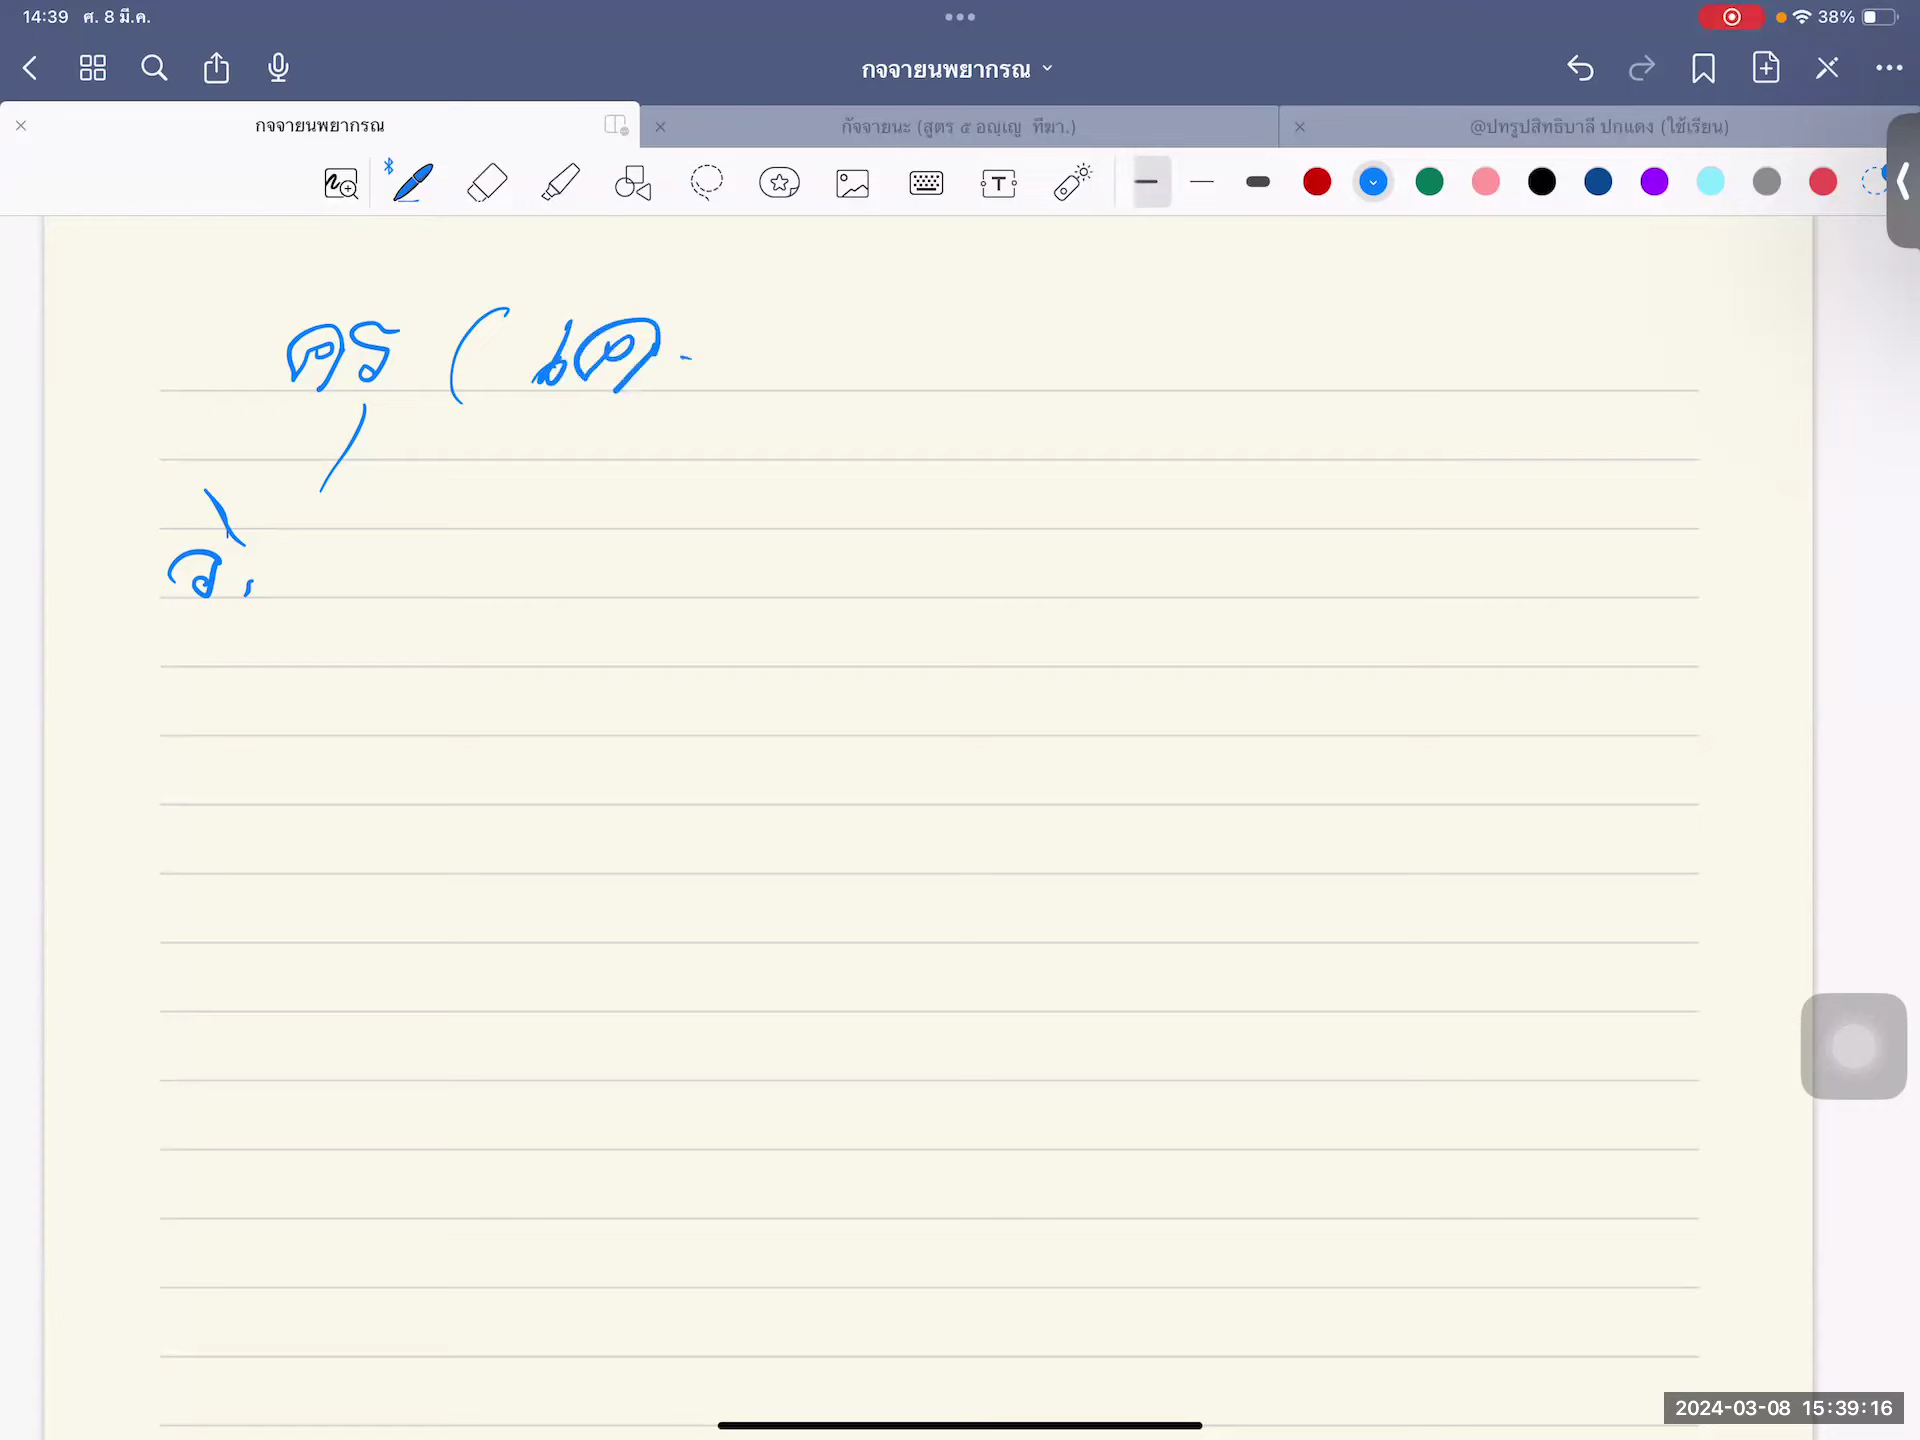 14:39 ศ. 8 มี.ค.
38%
กจจายนพยากรณ
กจจายนพยากรณ
กัจจายนะ (สูตร ๕ อญฺเญ ทีฆา.)
@ปทรูปสิทธิบาลี ปกแดง (ใช้เรียน)
2024-03-08 15:39:16